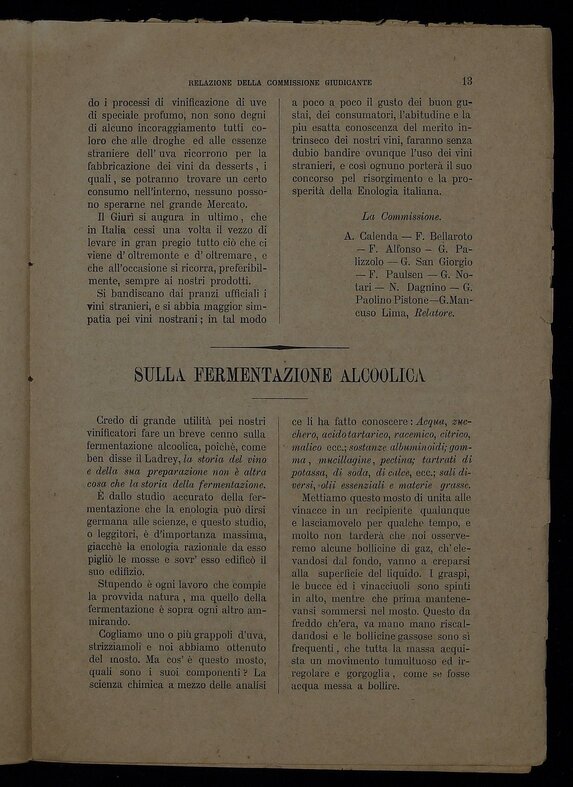 RELAZIONE DELLA COMMISSIONE GIUDICANTE 13
do i processi di vinificazione di uve
di speciale profumo, non sono degni
di alcuno incoraggiamento tutti co-
loro che alle droghe ed alle essenze
straniere dell' uva ricorrono per la
fabbricazione dei vini da desserts, i
quali, se potranno trovare un certo
consumo nell'interno, nessuno posso-
no sperarne nel grande Mercato.
Il Giurì si augura in ultimo, che
in Italia cessi una volta il vezzo di
levare in gran pregio tutto ciò che ci
viene d' oltremonte e d' oltremare, e
che all'occasione si ricorra, preferibil-
mente, sempre ai nostri prodotti.
Si bandiscano dai pranzi ufficiali i
vini stranieri, e si abbia maggior sim-
patia pei vini nostrani; in tal modo
a poco a poco il gusto dei buon gu-
stai, dei consumatori, l'abitudine e la
piu esatta conoscenza del merito in-
trinseco dei nostri vini, faranno senza
dubio bandire ovunque l'uso dei vini
stranieri, e così ognuno porterà il suo
concorso pel risorgimento e la pro-
sperità della Enologia italiana.
La Commissione.
A. Calenda — F. Bellaroto
— F. Alfonso — G. Pa-
lizzolo — G. San Giorgio
— F. Paulsen — G. No-
tari — N. Dagnino — G.
Paolino Pistone—G.Man-
cuso Lima, Relatore.
SULLA FERMENTAZIONE ALCOOLICA
Credo di grande utilità pei nostri
vinificatori fare un breve cenno sulla
fermentazione alcoolica, poichè, come
ben disse il Ladrey, la storia del vino
e della sua preparazione non è altra
cosa che la storia della fermentazione.
È dallo studio accurato della fer-
mentazione che la enologia può dirsi
germana alle scienze, e questo studio,
o leggitori, è d'importanza massima,
giacchè la enologia razionale da esso
pigliò le mosse e sovr' esso edificò il
suo edifizio.
Stupendo è ogni lavoro che compie
la provvida natura, ma quello della
fermentazione è sopra ogni altro am-
mirando.
Cogliamo uno o più grappoli d'uva,
strizziamoli e noi abbiamo ottenuto
del mosto. Ma cos' è questo mosto,
quali sono i suoi componenti? La
scienza chimica a mezzo delle analisi
ce li ha fatto conoscere: Acqua, zuc-
chero, acido tartarico, racemico, citrico,
malico ecc.; sostanze albuminoidi; gom-
ma, mucillagine, pectina; tartrati di
potassa, di soda, di calce, ecc.; sali di-
versi, olii essenziali e materie grasse.
Mettiamo questo mosto di unita alle
vinacce in un recipiente qualunque
e lasciamovelo per qualche tempo, e
molto non tarderà che noi osserve-
remo alcune bollicine di gaz, ch' ele-
vandosi dal fondo, vanno a creparsi
alla superficie del liquido. I graspi,
le bucce ed i vinacciuoli sono spinti
in alto, mentre che prima mantene-
vansi sommersi nel mosto. Questo da
freddo ch'era, va mano mano riscal-
dandosi e le bollicine gassose sono sì
frequenti, che tutta la massa acqui-
sta un movimento tumultuoso ed ir-
regolare e gorgoglia, come se fosse
acqua messa a bollire.